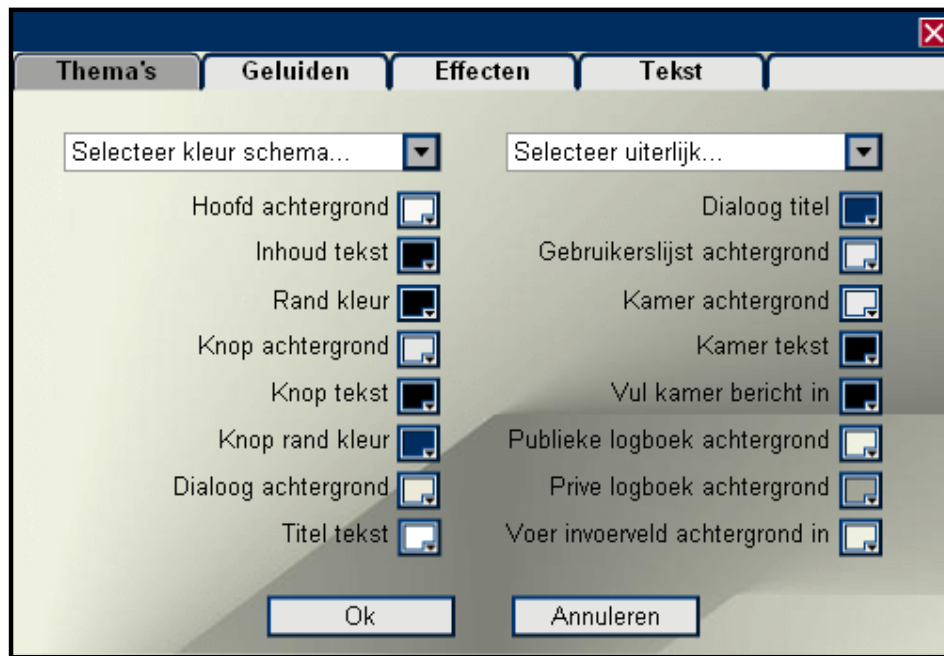 Thema's Geluiden Effecten Tekst
Selecteer kleur schema... Selecteer uiterlijk...
Hoofd achtergrond Dialoog titel
Inhoud tekst Gebruikerslijst achtergrond
Rand kleur Kamer achtergrond
Knop achtergrond Kamer tekst
Knop tekst Vul kamer bericht in
Knop rand kleur Publieke logboek achtergrond
Dialoog achtergrond Prive logboek achtergrond
Titel tekst Voer invoerveld achtergrond in
Ok Annuleren